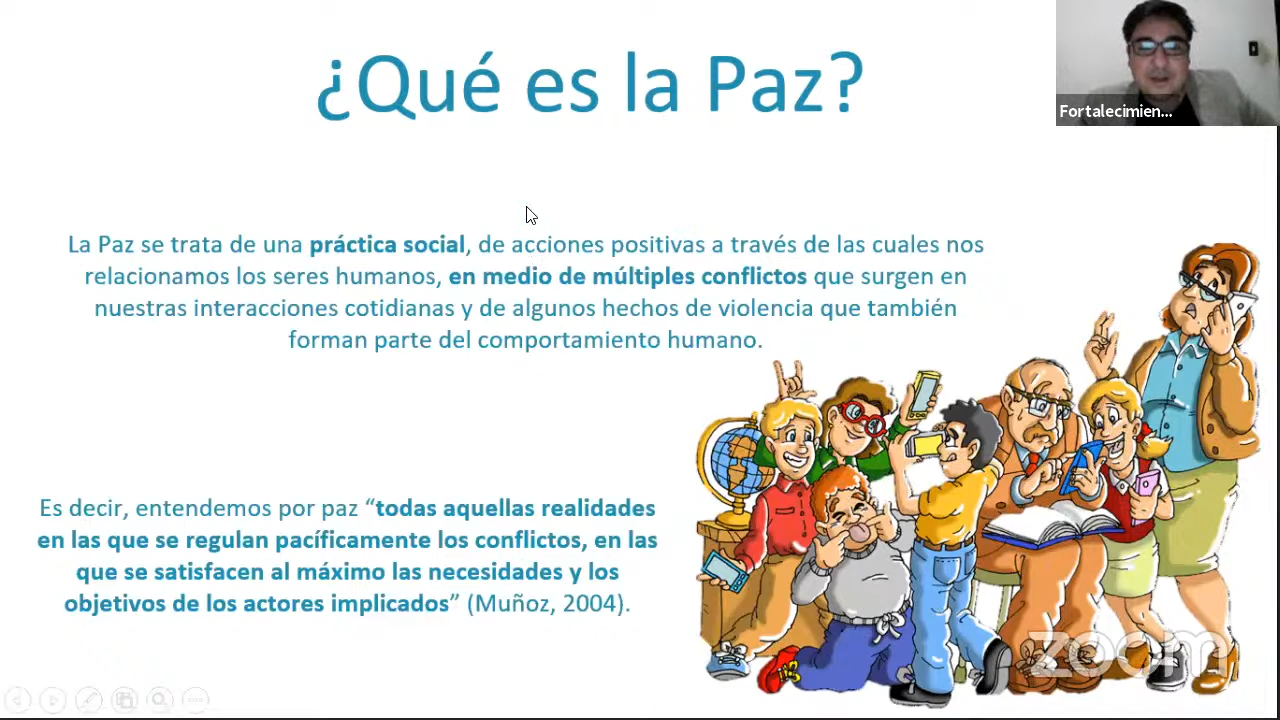 ¿Qué es la Paz?
Fortalecimien...
La Paz se trata de una práctica social, de acciones positivas a través de las cuales nos
relacionamos los seres humanos, en medio de múltiples conflictos que surgen en
nuestras interacciones cotidianas y de algunos hechos de violencia que también
forman parte del comportamiento humano.
Es decir, entendemos por paz “todas aquellas realidades
en las que se regulan pacíficamente los conflictos, en las
que se satisfacen al máximo las necesidades y los
objetivos de los actores implicados” (Muñoz, 2004).
zoom